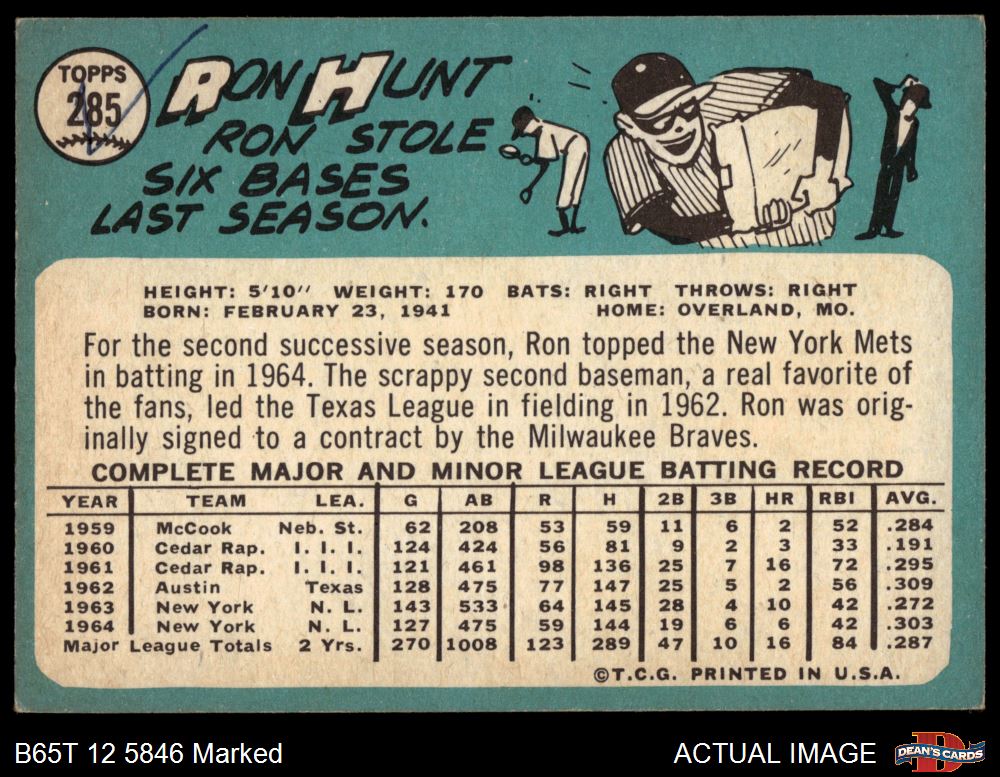 TOPPS
285
RON HUNT
RON STOLE
SIX BASES
LAST SEASON.
HEIGHT: 5'10" WEIGHT: 170 BATS: RIGHT THROWS: RIGHT
BORN: FEBRUARY 23, 1941 HOME: OVERLAND, MO.
For the second successive season, Ron topped the New York Mets
in batting in 1964. The scrappy second baseman, a real favorite of
the fans, led the Texas League in fielding in 1962. Ron was orig-
inally signed to a contract by the Milwaukee Braves.
COMPLETE MAJOR AND MINOR LEAGUE BATTING RECORD
YEAR TEAM LEA. G AB R H 2B 3B HR RBI AVG.
1959 McCook Neb. St. 62 208 53 59 11 6 2 52 .284
1960 Cedar Rap. I. I. I. 124 424 56 81 9 2 3 33 .191
1961 Cedar Rap. I. I. I. 121 461 98 136 25 7 16 72 .295
1962 Austin Texas 128 475 77 147 25 5 2 56 .309
1963 New York N. L. 143 533 64 145 28 4 10 42 .272
1964 New York N. L. 127 475 59 144 19 6 6 42 .303
Major League Totals 2 Yrs. 270 1008 123 289 47 10 16 84 .287
©T.C.G. PRINTED IN U.S.A.
B65T 12 5846 Marked ACTUAL IMAGE DEAN'S CARDS